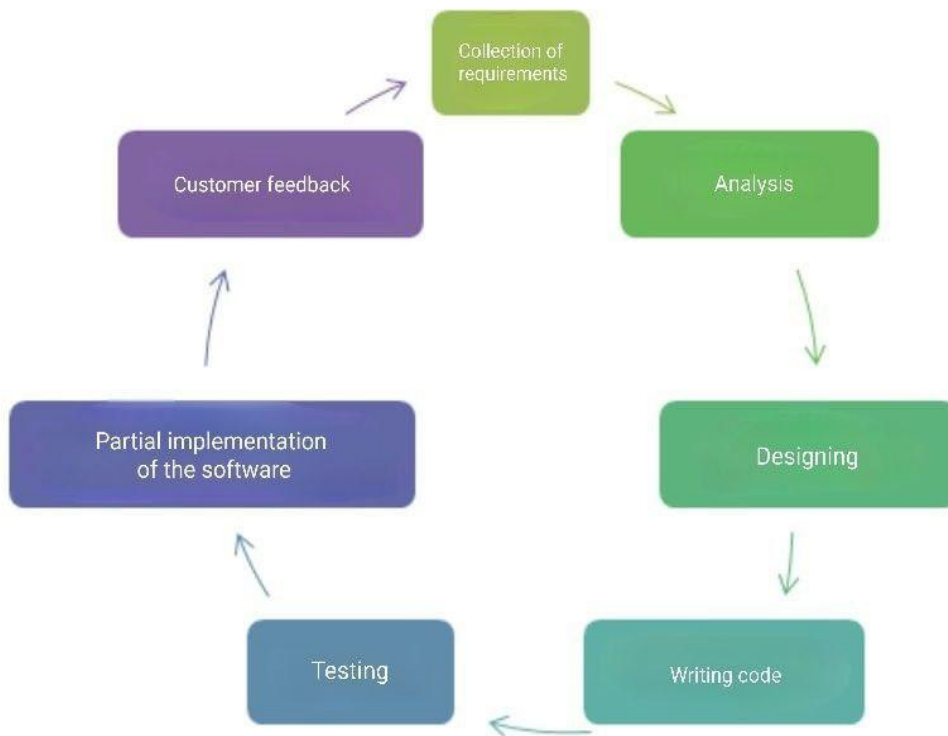 Collection of
requirements
Analysis
Designing
Writing code
Testing
Partial implementation
of the software
Customer feedback